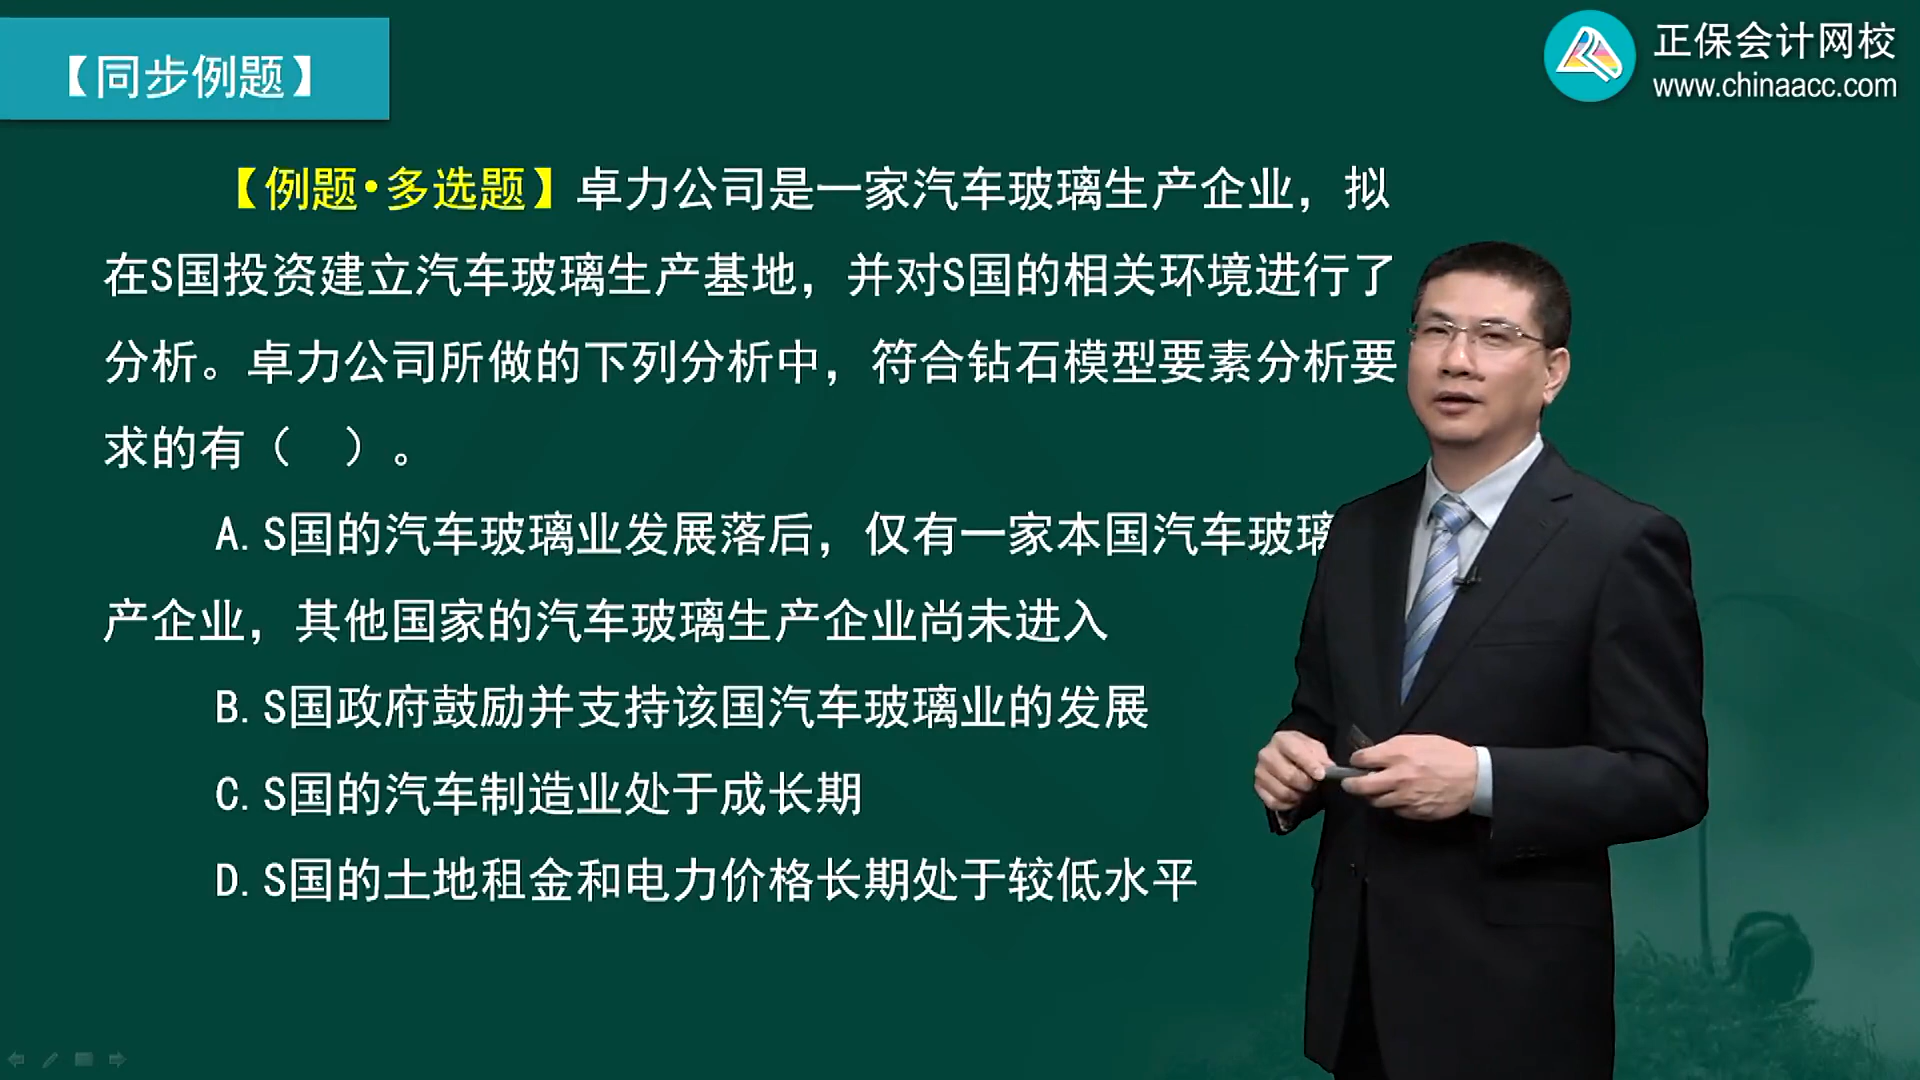 【同步例题】
正保会计网校
www.chinaacc.com
【例题•多选题】卓力公司是一家汽车玻璃生产企业，拟
在S国投资建立汽车玻璃生产基地，并对S国的相关环境进行了
分析。卓力公司所做的下列分析中，符合钻石模型要素分析要
求的有（　）。
A. S国的汽车玻璃业发展落后，仅有一家本国汽车玻璃
产企业，其他国家的汽车玻璃生产企业尚未进入
B. S国政府鼓励并支持该国汽车玻璃业的发展
C. S国的汽车制造业处于成长期
D. S国的土地租金和电力价格长期处于较低水平